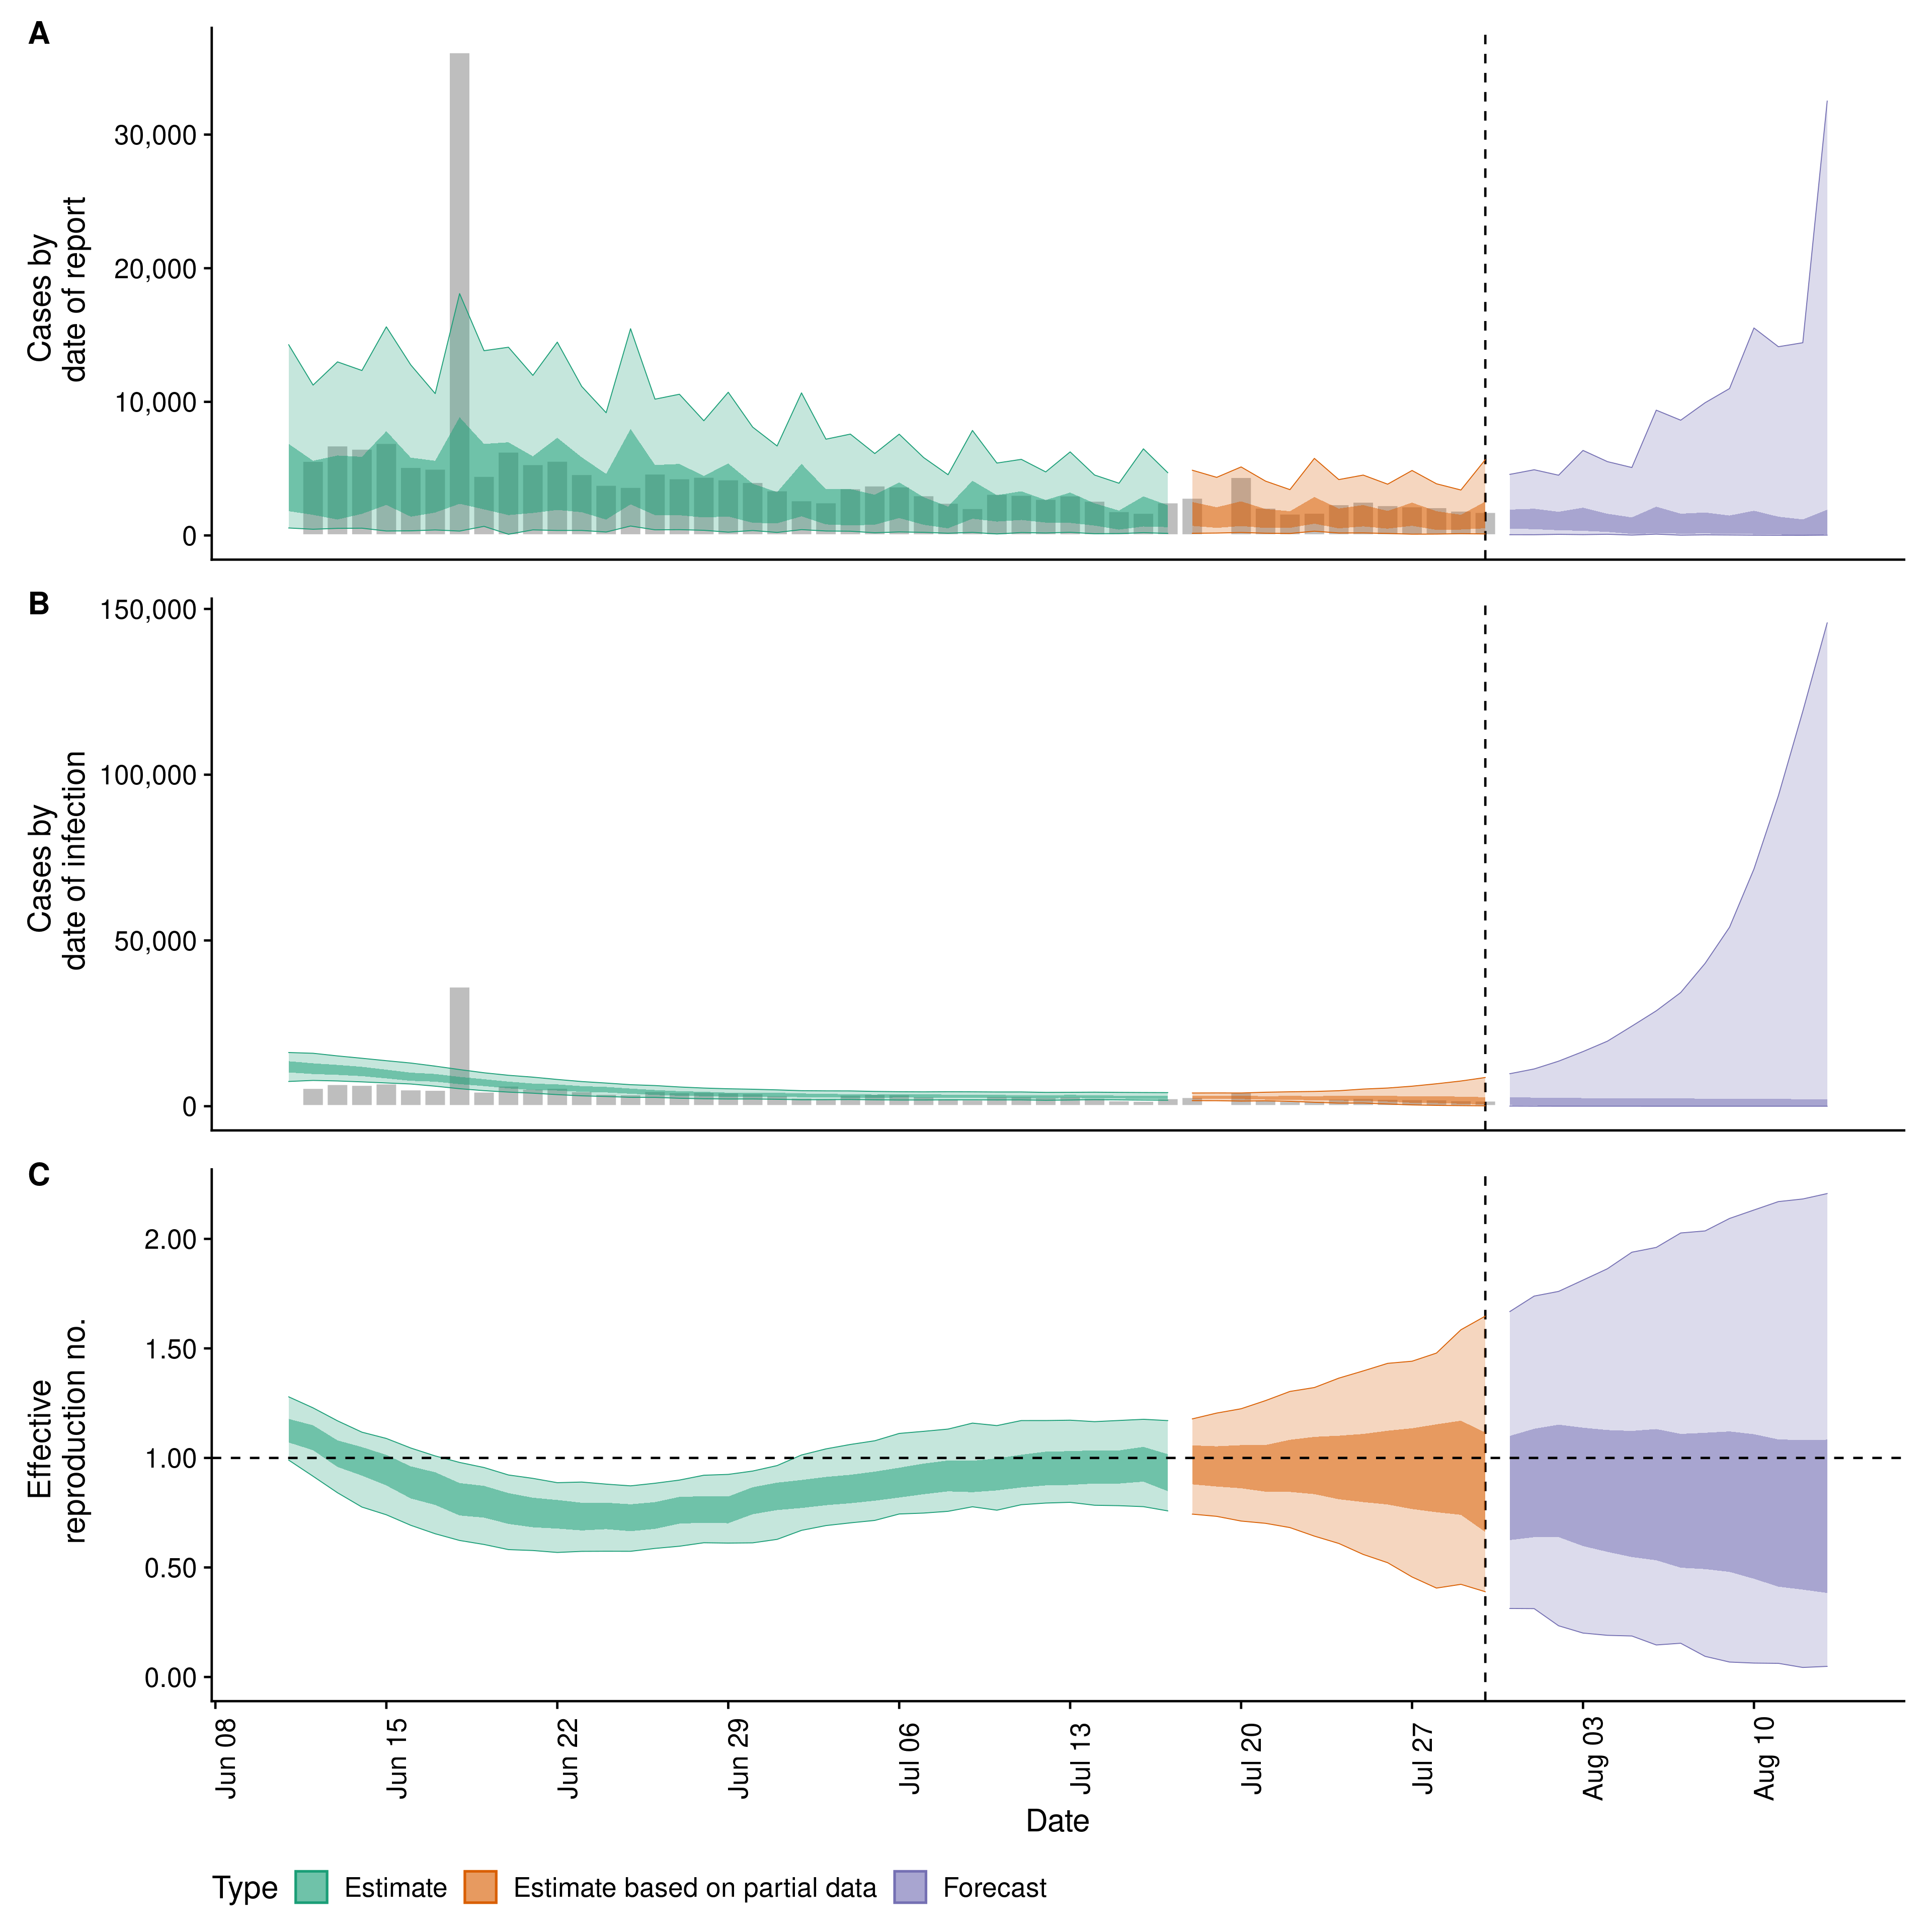 A
Cases by
date of report
30,000
20,000
10,000
0
B
Cases by
date of infection
150,000
100,000
50,000
0
C
Effective
reproduction no.
2.00
1.50
1.00
0.50
0.00
Jun 08
Jun 15
Jun 22
Jun 29
Jul 06
Jul 13
Jul 20
Jul 27
Aug 03
Aug 10
Date
Type Estimate Estimate based on partial data Forecast